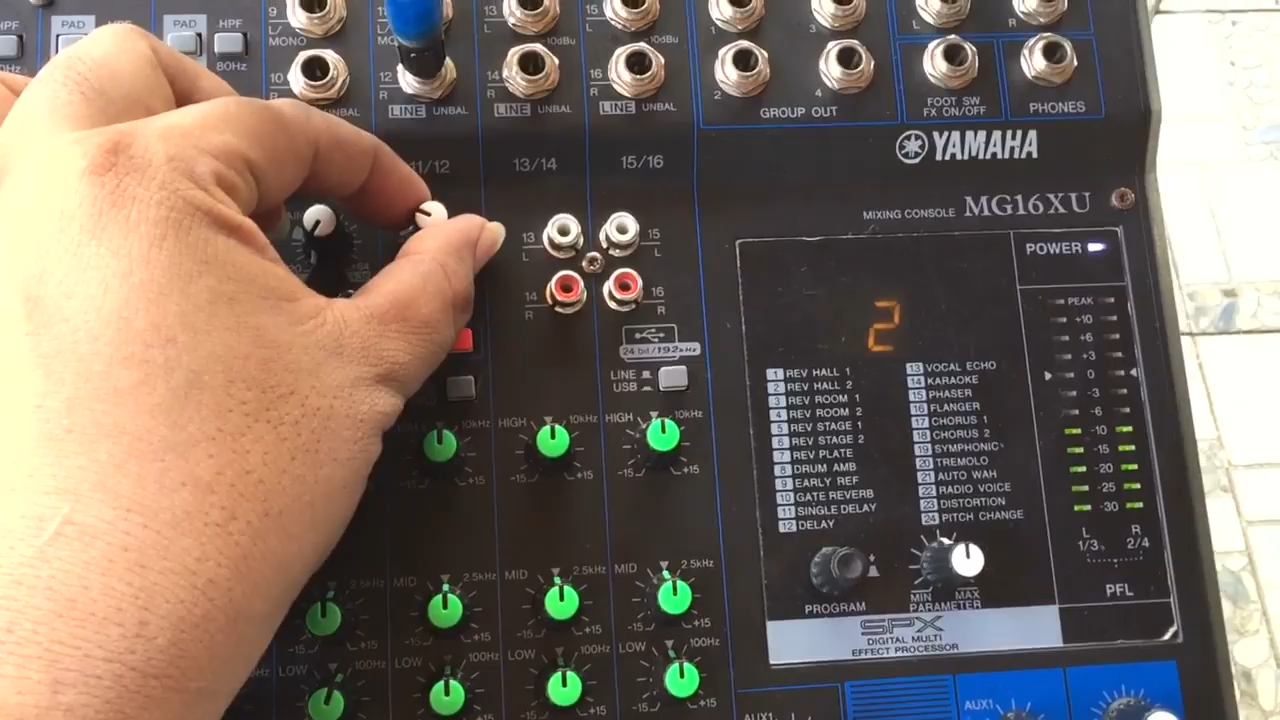 HPF
PAD
HPF
PAD
HPF
80Hz
9
L/
MONO
10
R
11
L/
MO
12
R
LINE UNBAL
13
L
-10dBu
14
R
LINE UNBAL
15
L
-10dBu
16
R
LINE UNBAL
UNBAL
1
3
2
4
GROUP OUT
L
R
FOOT SW
FX ON/OFF
PHONES
11/12
13/14
15/16
YAMAHA
MIXING CONSOLE MG16XU
13
L
15
L
14
R
16
R
24 bit/192kHz
LINE
USB
POWER
2
PEAK
+10
+6
+3
0
-3
-6
-10
-15
-20
-25
-30
L R
1/3 2/4
PFL
1 REV HALL 1
2 REV HALL 2
3 REV ROOM 1
4 REV ROOM 2
5 REV STAGE 1
6 REV STAGE 2
7 REV PLATE
8 DRUM AMB
9 EARLY REF
10 GATE REVERB
11 SINGLE DELAY
12 DELAY
13 VOCAL ECHO
14 KARAOKE
15 PHASER
16 FLANGER
17 CHORUS 1
18 CHORUS 2
19 SYMPHONIC
20 TREMOLO
21 AUTO WAH
22 RADIO VOICE
23 DISTORTION
24 PITCH CHANGE
PROGRAM
MIN MAX
PARAMETER
SPX
DIGITAL MULTI
EFFECT PROCESSOR
10kHz
-15 +15
HIGH 10kHz
-15 +15
HIGH 10kHz
-15 +15
2.5kHz
-15 +15
MID 2.5kHz
-15 +15
MID 2.5kHz
-15 +15
MID 2.5kHz
-15 +15
LOW 100Hz
LOW 100Hz
LOW 100Hz
LOW 100Hz
AUX1
AUX1